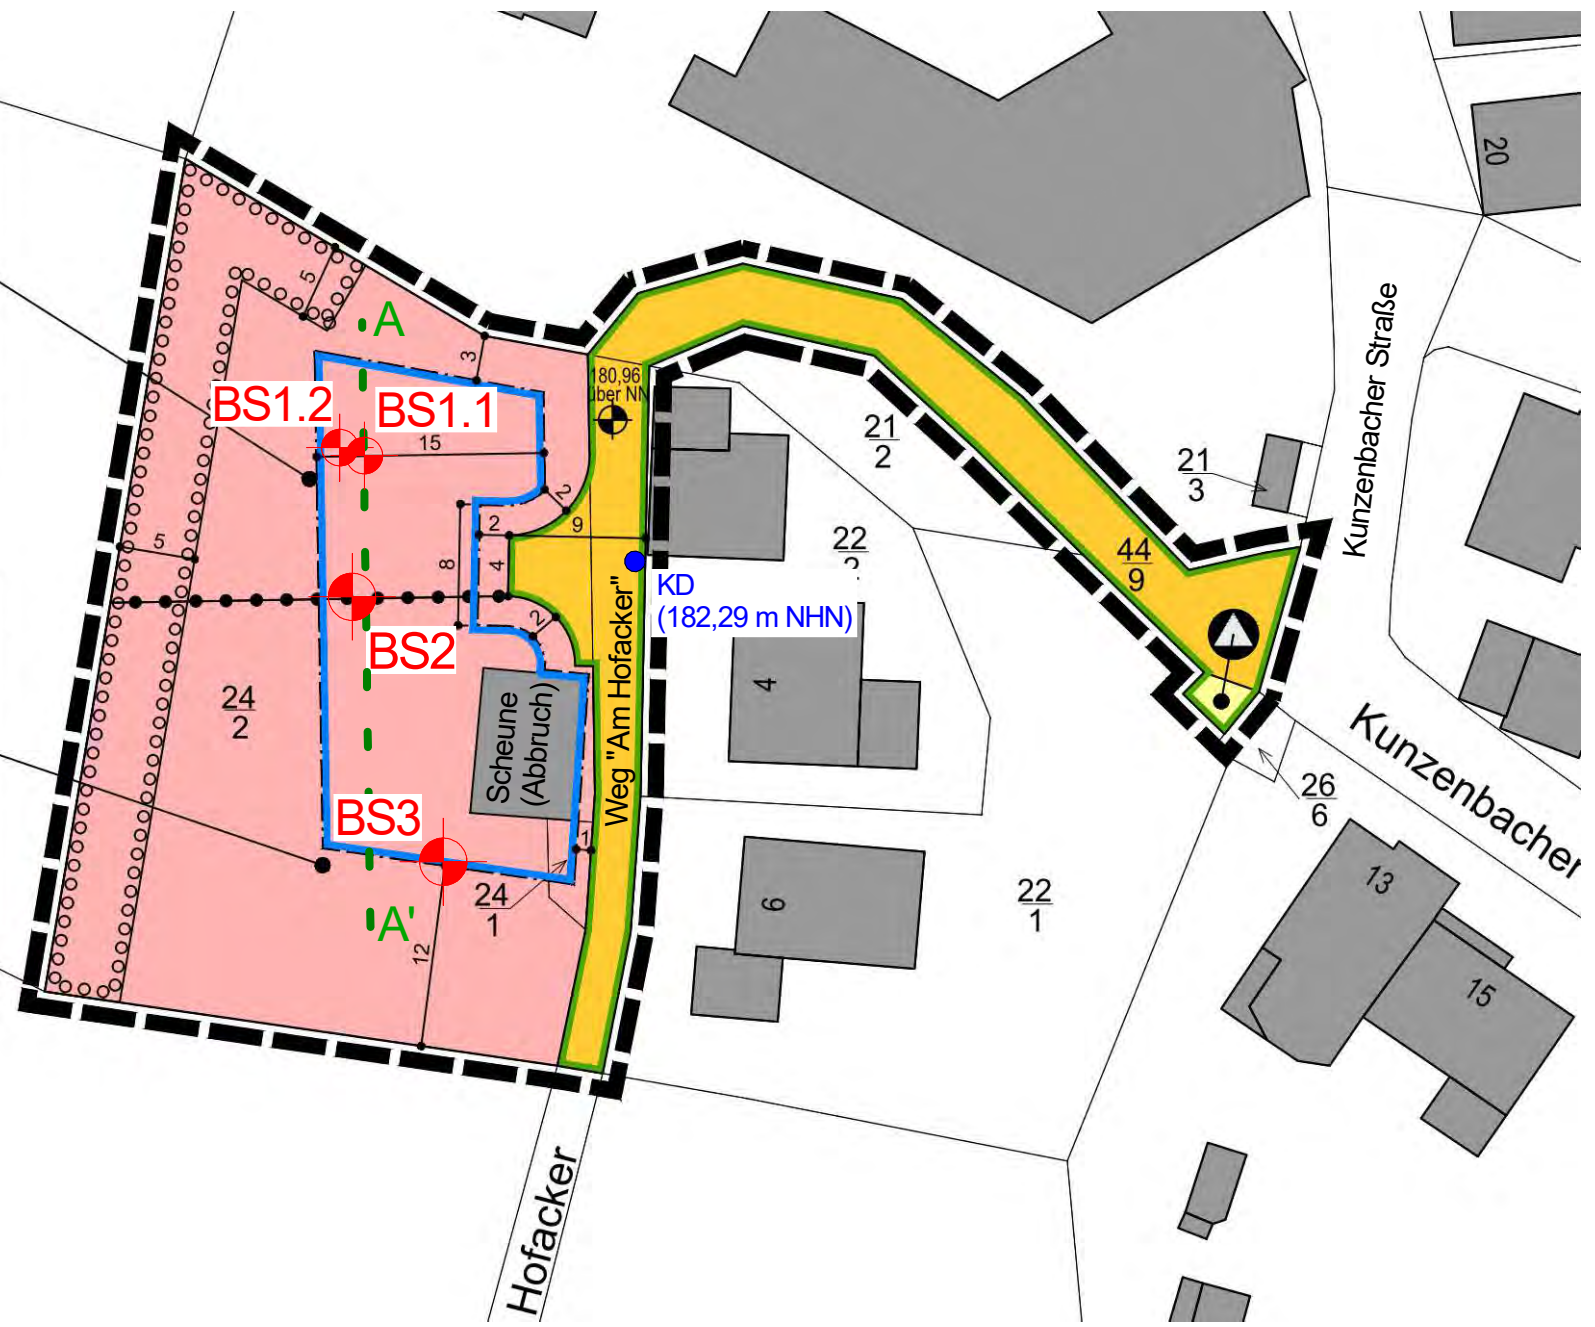 20
5
A
3
180,96
über NN
BS1.2
BS1.1
15
2
9
2
8
4
5
2
21
2
21
3
22
44
9
Kunzenbacher Straße
KD
(182,29 m NHN)
BS2
Weg "Am Hofacker"
Scheune
(Abbruch)
4
24
2
BS3
1
24
1
A'
12
6
22
1
26
6
Kunzenbacher
13
15
Hofacker